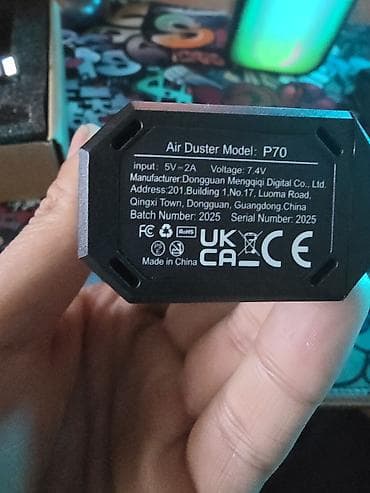 Air Duster Model: P70
input: 5V⎓2A Voltage: 7.4V
Manufacturer:Dongguan Mengqiqi Digital Co., Ltd.
Address:201,Building 1.No.17, Luoma Road,
Qingxi Town, Dongguan, Guangdong.China
Batch Number: 2025 Serial Number: 2025
FC RoHS UK CA CE
Made in China